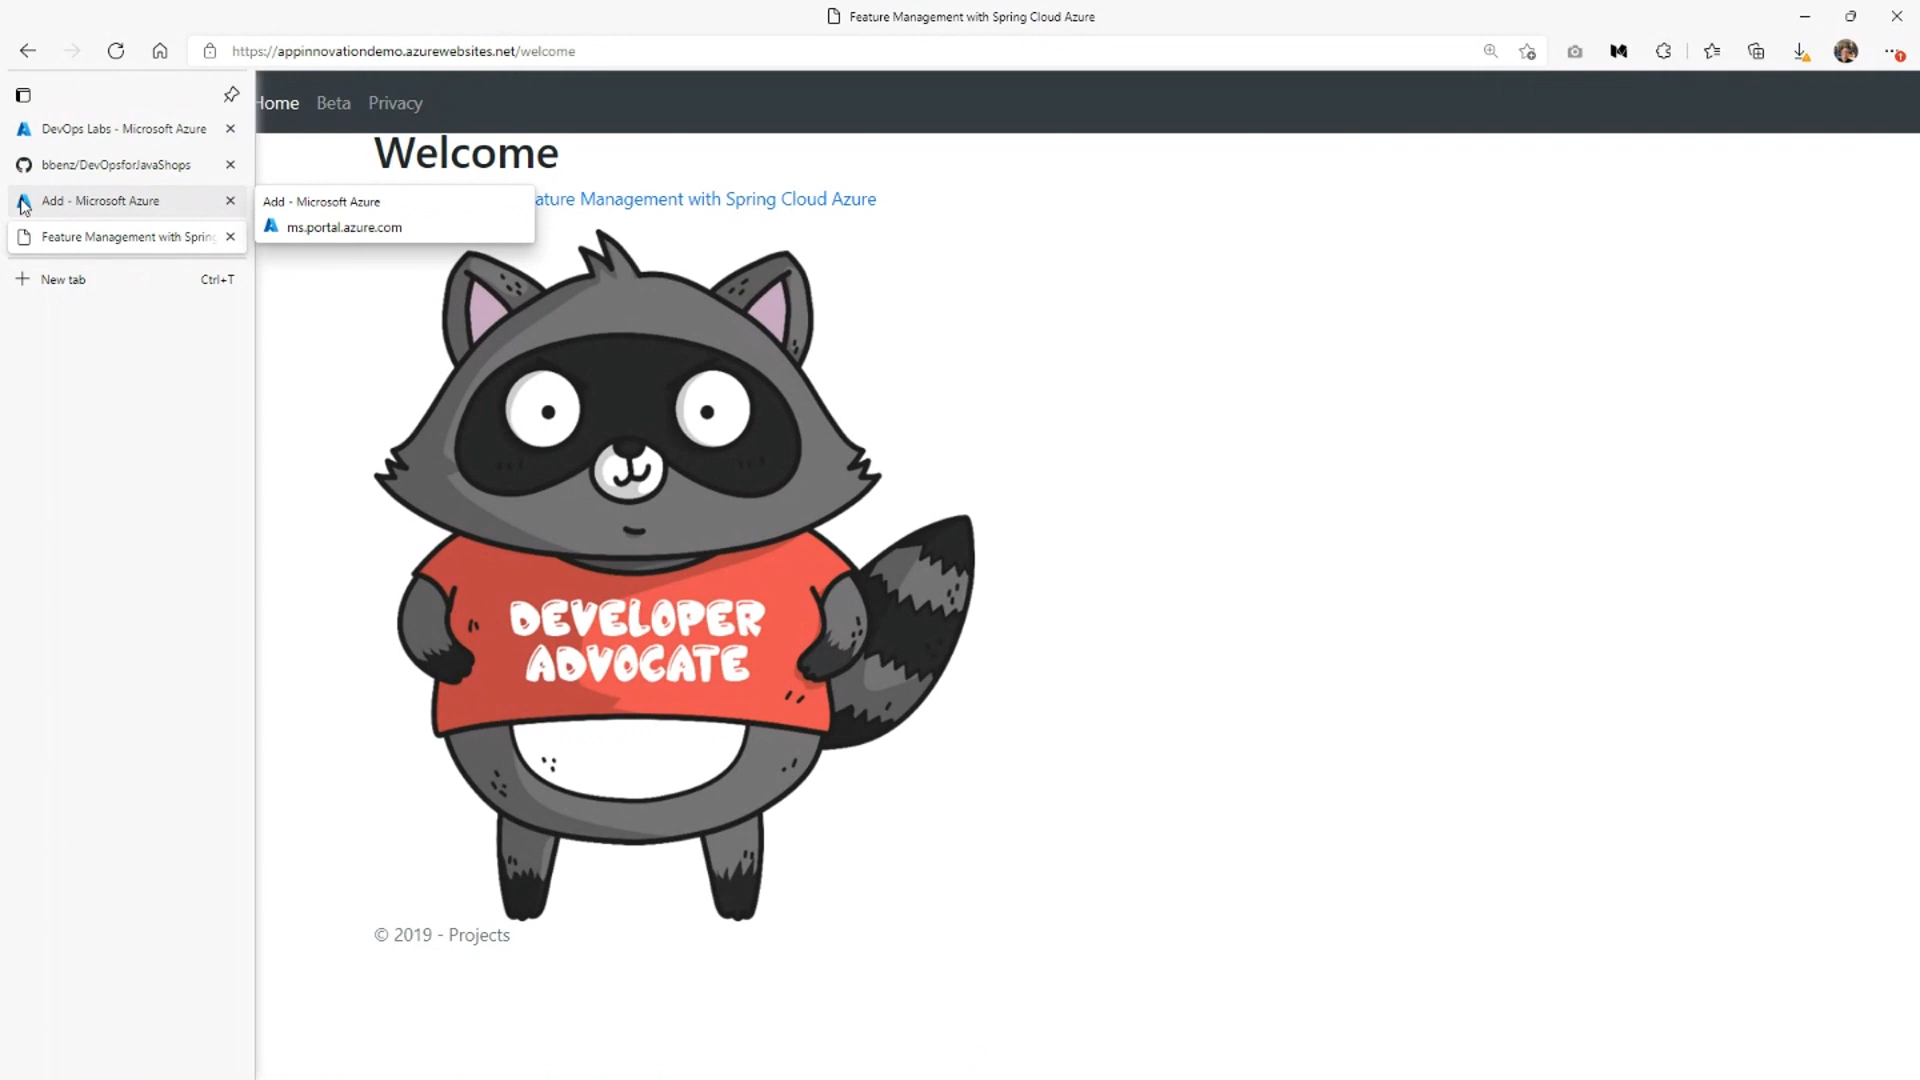 Feature Management with Spring Cloud Azure
https://appinnovationdemo.azurewebsites.net/welcome
Home Beta Privacy
DevOps Labs - Microsoft Azure
bbenz/DevOpsforJavaShops
Add - Microsoft Azure
Feature Management with Spring
New tab Ctrl+T
Add - Microsoft Azure
ms.portal.azure.com
Welcome
ature Management with Spring Cloud Azure
DEVELOPER
ADVOCATE
© 2019 - Projects